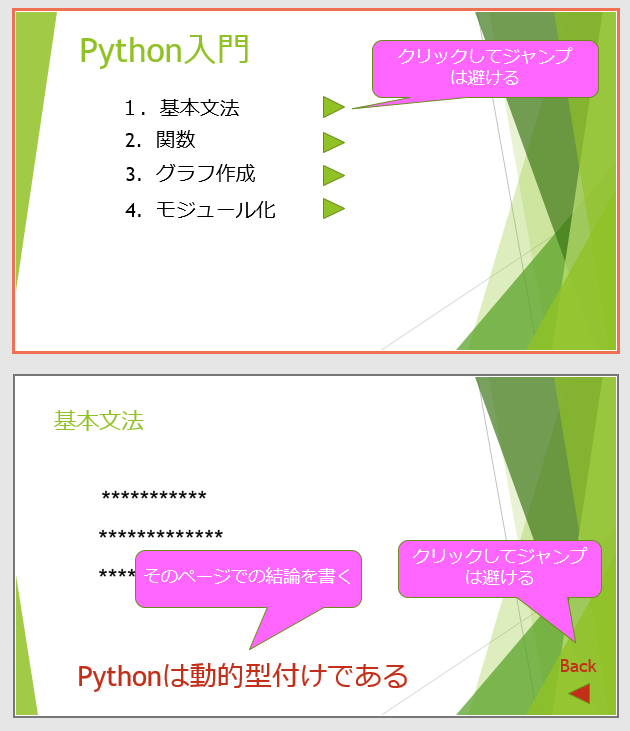 Python入門
クリックしてジャンプ
は避ける
1. 基本文法
2. 関数
3. グラフ作成
4. モジュール化
基本文法
***********
*************
****
そのページでの結論を書く
クリックしてジャンプ
は避ける
Pythonは動的型付けである
Back